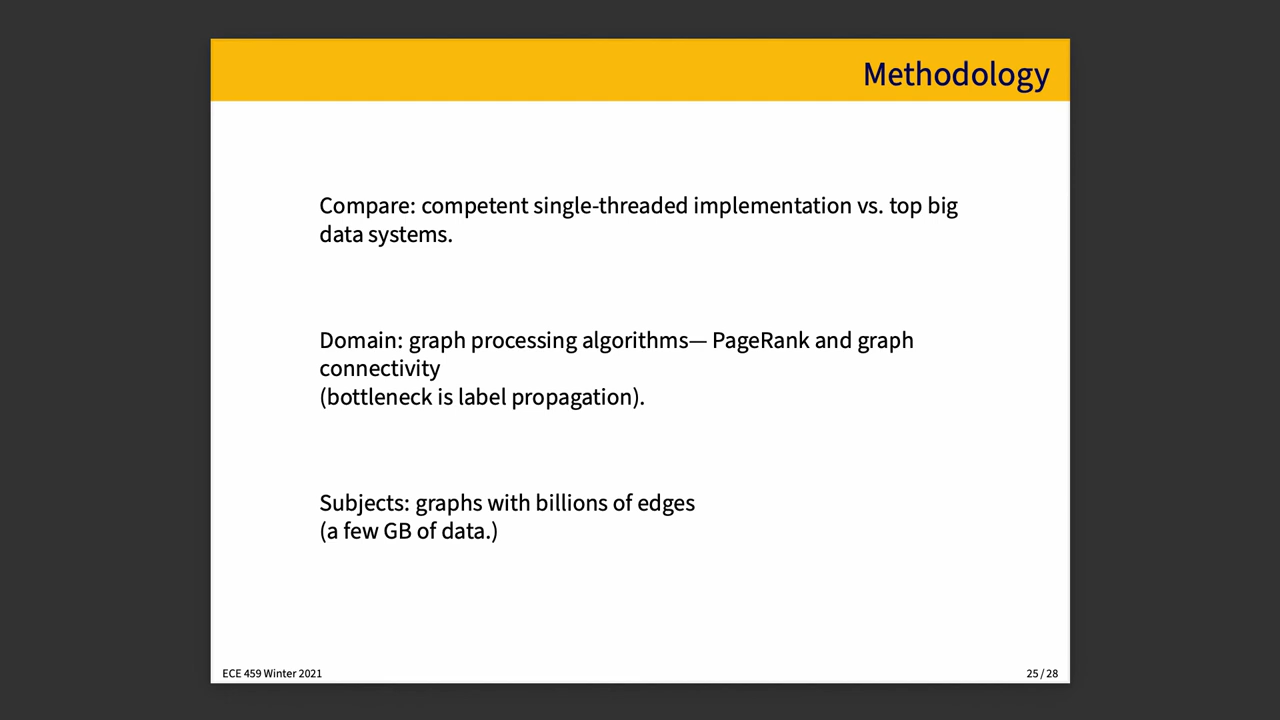 Methodology
Compare: competent single-threaded implementation vs. top big
data systems.
Domain: graph processing algorithms— PageRank and graph
connectivity
(bottleneck is label propagation).
Subjects: graphs with billions of edges
(a few GB of data.)
ECE 459 Winter 2021
25 / 28